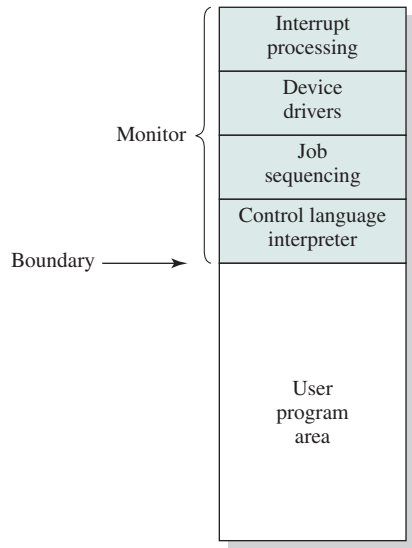 Interrupt
processing
Device
drivers
Monitor
Job
sequencing
Control language
interpreter
Boundary
User
program
area